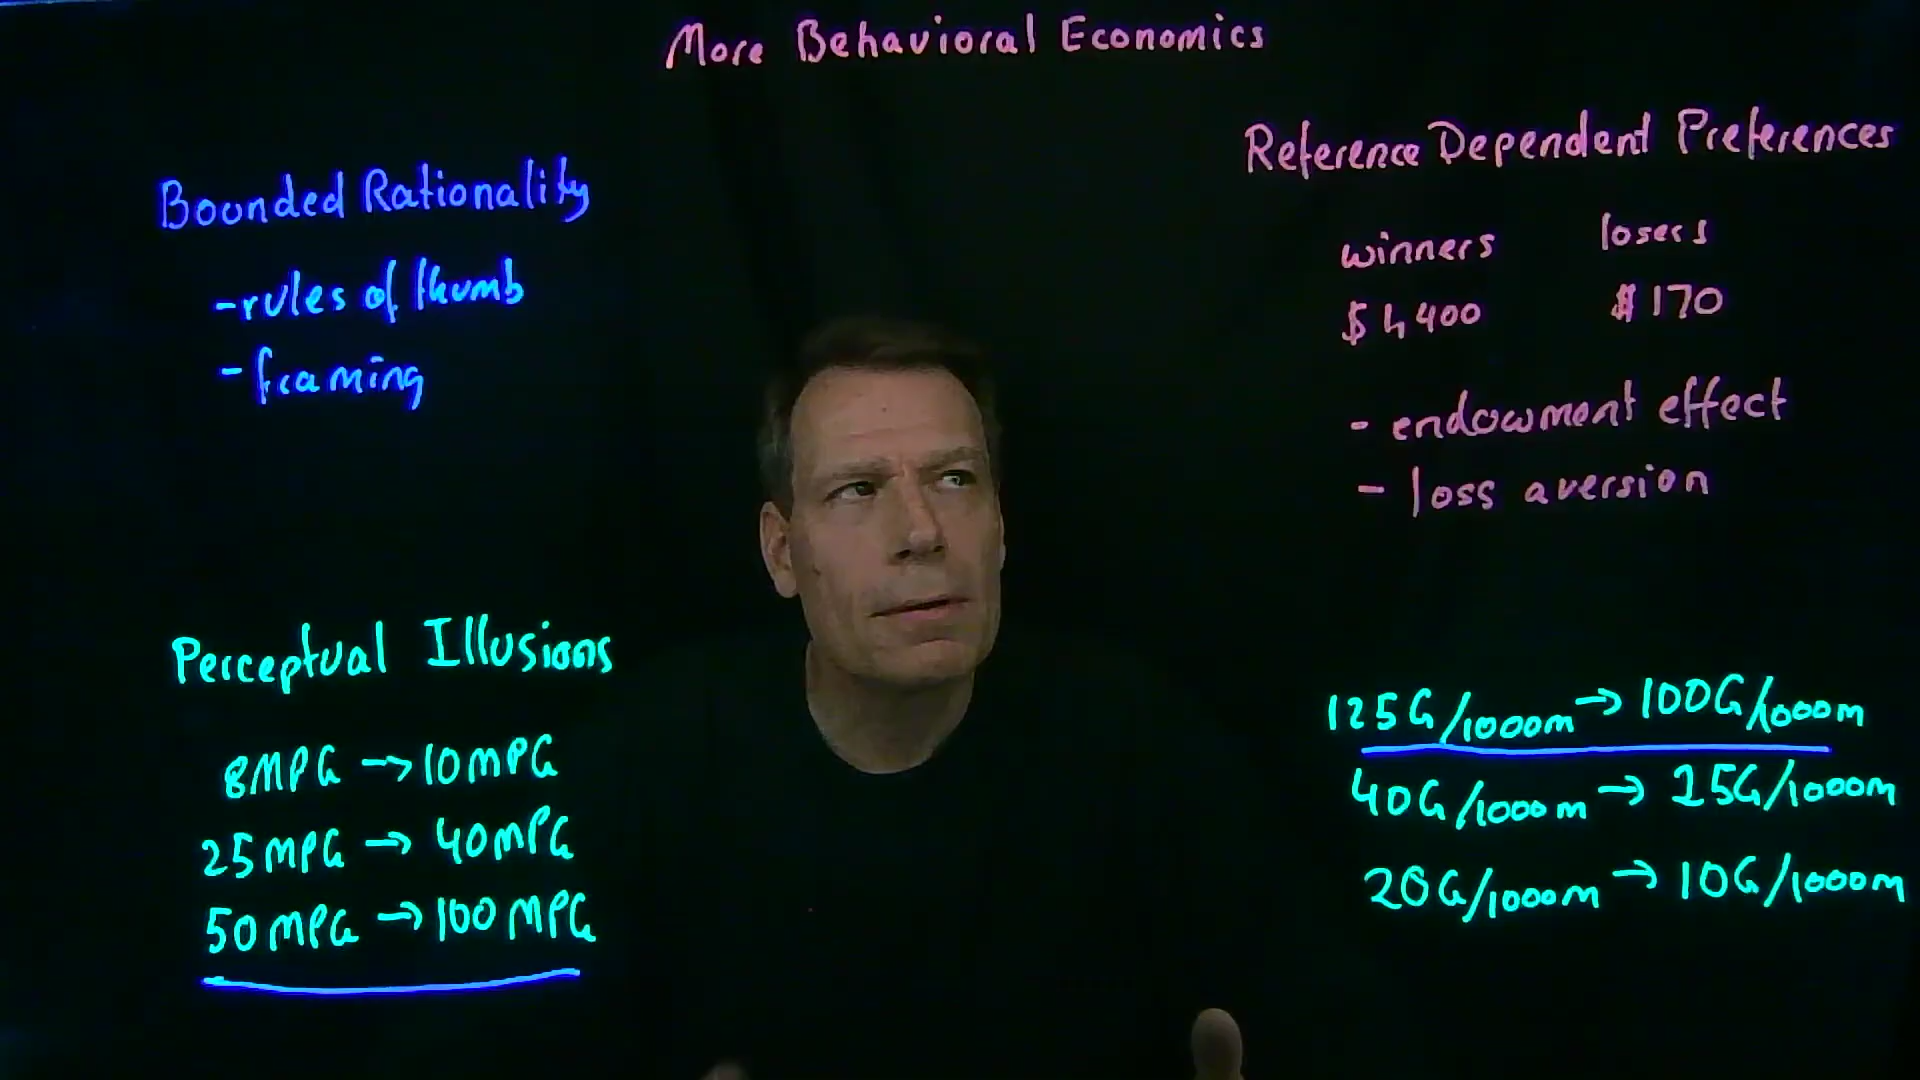 More Behavioral Economics
Bounded Rationality
- rules of thumb
- framing
Reference Dependent Preferences
winners losers
$1,400 $170
- endowment effect
- loss aversion
Perceptual Illusions
8MPG → 10MPG
25MPG → 40MPG
50MPG → 100MPG
125G/1000m → 100G/1000m
40G/1000m → 25G/1000m
20G/1000m → 10G/1000m